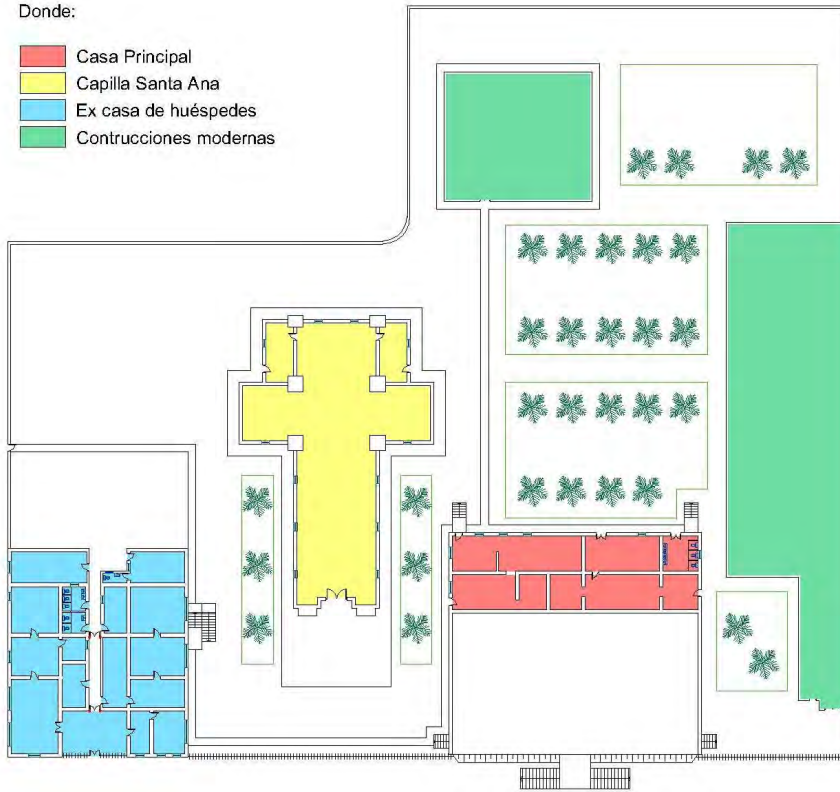 Donde:
Casa Principal
Capilla Santa Ana
Ex casa de huéspedes
Contrucciones modernas